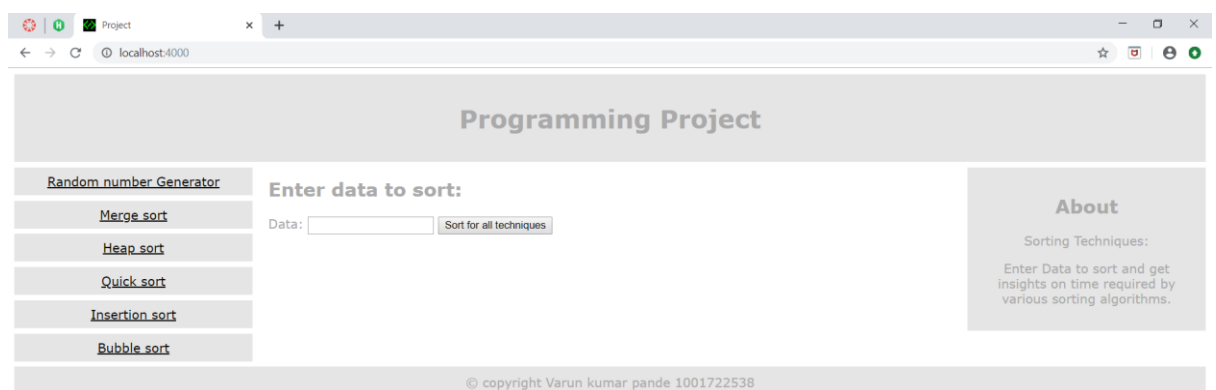 Project
localhost:4000
Programming Project
Random number Generator
Merge sort
Heap sort
Quick sort
Insertion sort
Bubble sort
Enter data to sort:
Data: Sort for all techniques
About
Sorting Techniques:
Enter Data to sort and get
insights on time required by
various sorting algorithms.
© copyright Varun kumar pande 1001722538